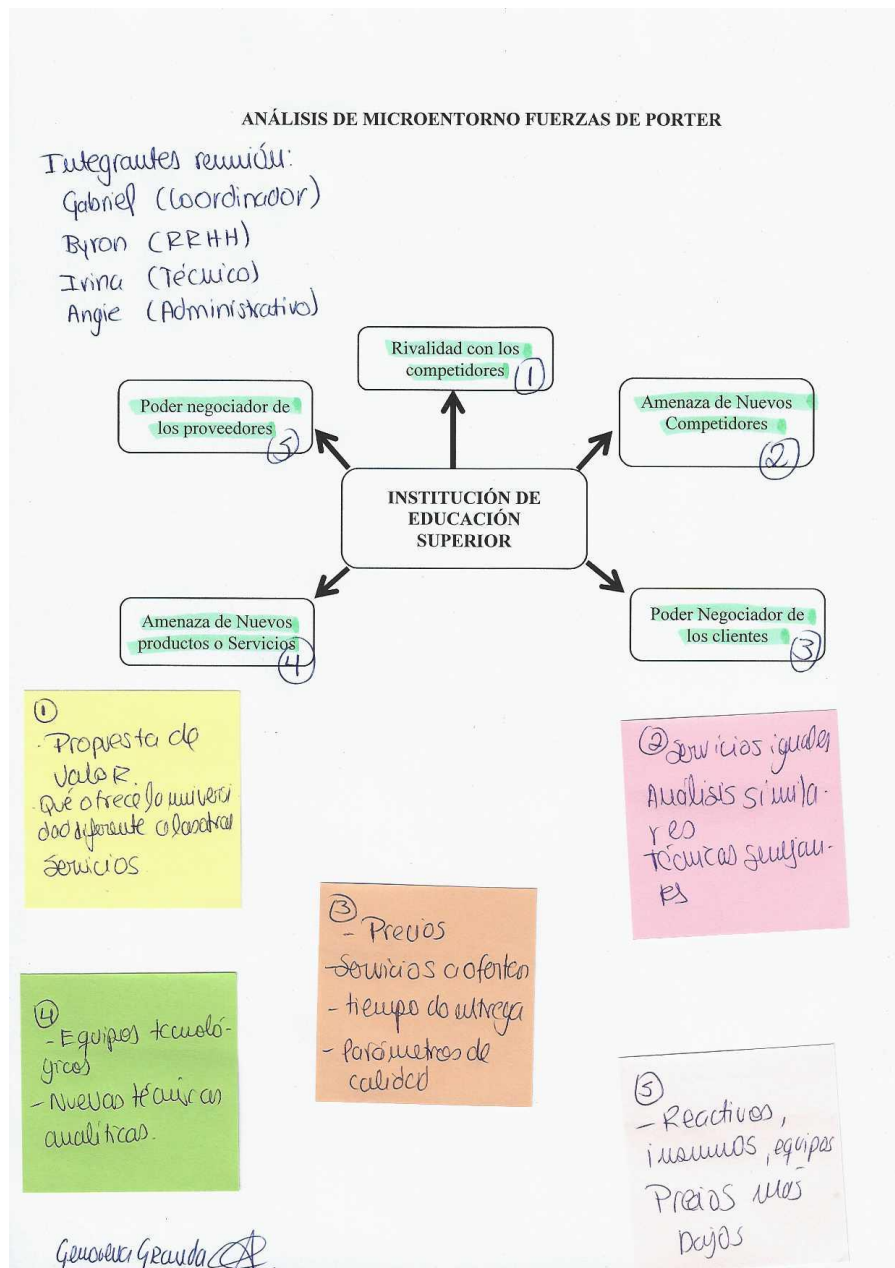 ANÁLISIS DE MICROENTORNO FUERZAS DE PORTER
Integrantes reunión:
Gabriel (Coordinador)
Byron (RRHH)
Irina (Técnico)
Angie (Administrativo)
Rivalidad con los
competidores
1
Poder negociador de
los proveedores
5
Amenaza de Nuevos
Competidores
2
INSTITUCIÓN DE
EDUCACIÓN
SUPERIOR
Amenaza de Nuevos
productos o Servicios
4
Poder Negociador de
los clientes
3
1
- Propuesta de
valor.
- Qué ofrece la universi
dad diferente a las otras
Servicios
2 Servicios iguales
Análisis simila-
res
técnicas semejan-
es
3
- Precios
- Servicios a ofertar
- tiempo de entrega
- Parámetros de
calidad
4
- Equipos tecnoló-
gicos
- Nuevas técnicas
analíticas.
5
- Reactivos,
insumos, equipos
Precios más
bajos
Genoveva Granda